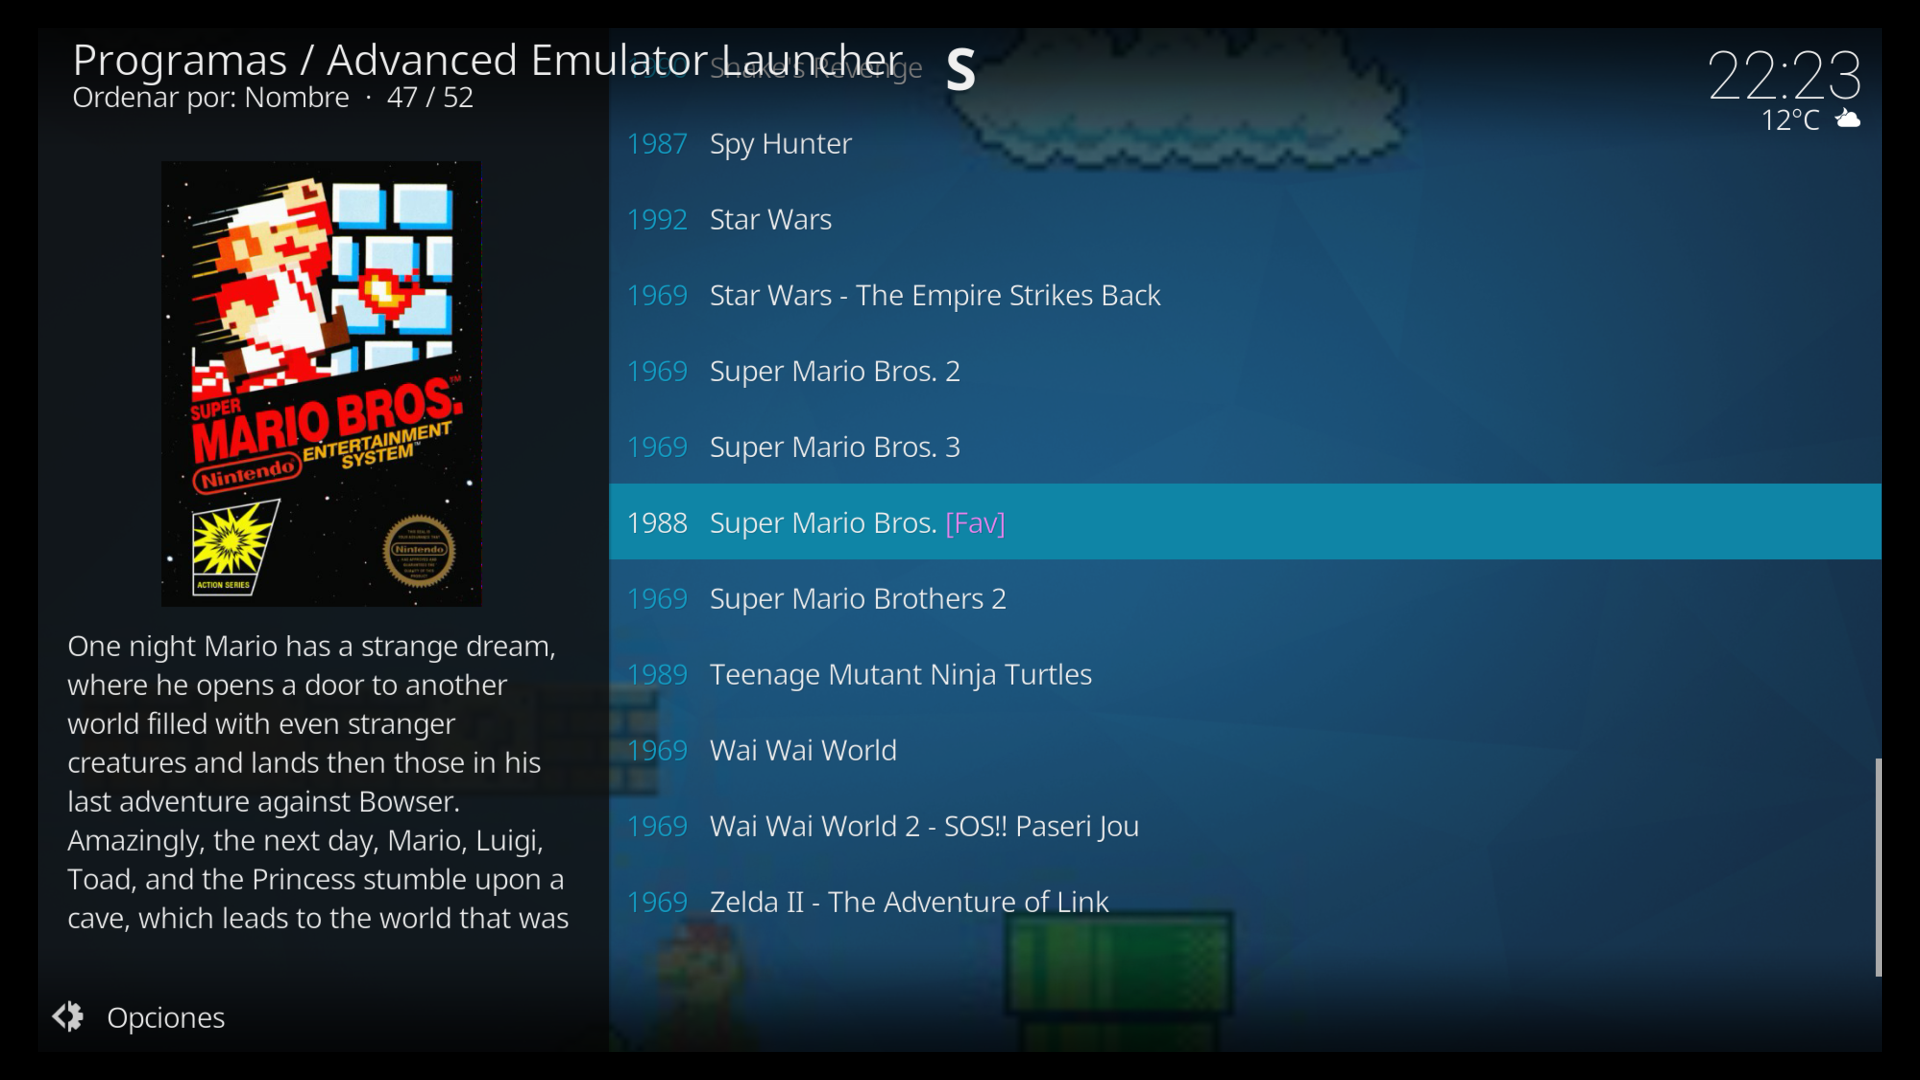 Programas / Advanced Emulator Launcher
Ordenar por: Nombre · 47 / 52
Snake's Revenge
S
22:23
12°C
1987 Spy Hunter
1992 Star Wars
1969 Star Wars - The Empire Strikes Back
1969 Super Mario Bros. 2
1969 Super Mario Bros. 3
1988 Super Mario Bros. [Fav]
1969 Super Mario Brothers 2
1989 Teenage Mutant Ninja Turtles
1969 Wai Wai World
1969 Wai Wai World 2 - SOS!! Paseri Jou
1969 Zelda II - The Adventure of Link
SUPER
MARIO BROS.™
Nintendo
ENTERTAINMENT
SYSTEM™
ACTION SERIES
Nintendo
One night Mario has a strange dream,
where he opens a door to another
world filled with even stranger
creatures and lands then those in his
last adventure against Bowser.
Amazingly, the next day, Mario, Luigi,
Toad, and the Princess stumble upon a
cave, which leads to the world that was
Opciones